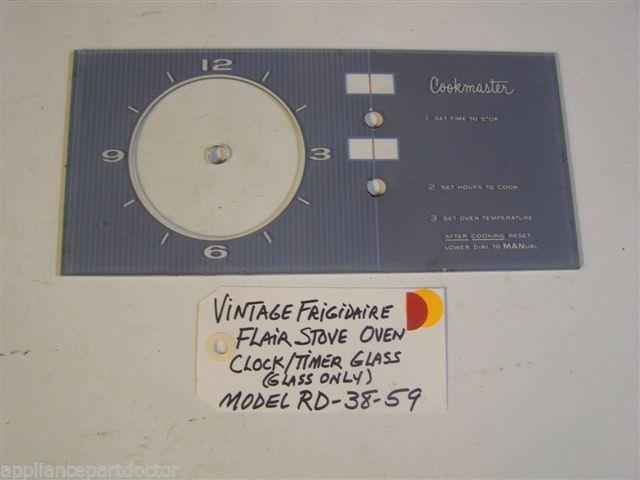 12
9
3
6
Cookmaster
1 SET TIME TO STOP
2 SET HOURS TO COOK
3 SET OVEN TEMPERATURE
AFTER COOKING RESET
LOWER DIAL TO MANUAL
VINTAGE FRIGIDAIRE
FLAIR STOVE OVEN
CLOCK/TIMER GLASS
(GLASS ONLY)
MODEL RD-38-59
appliancepartdoctor